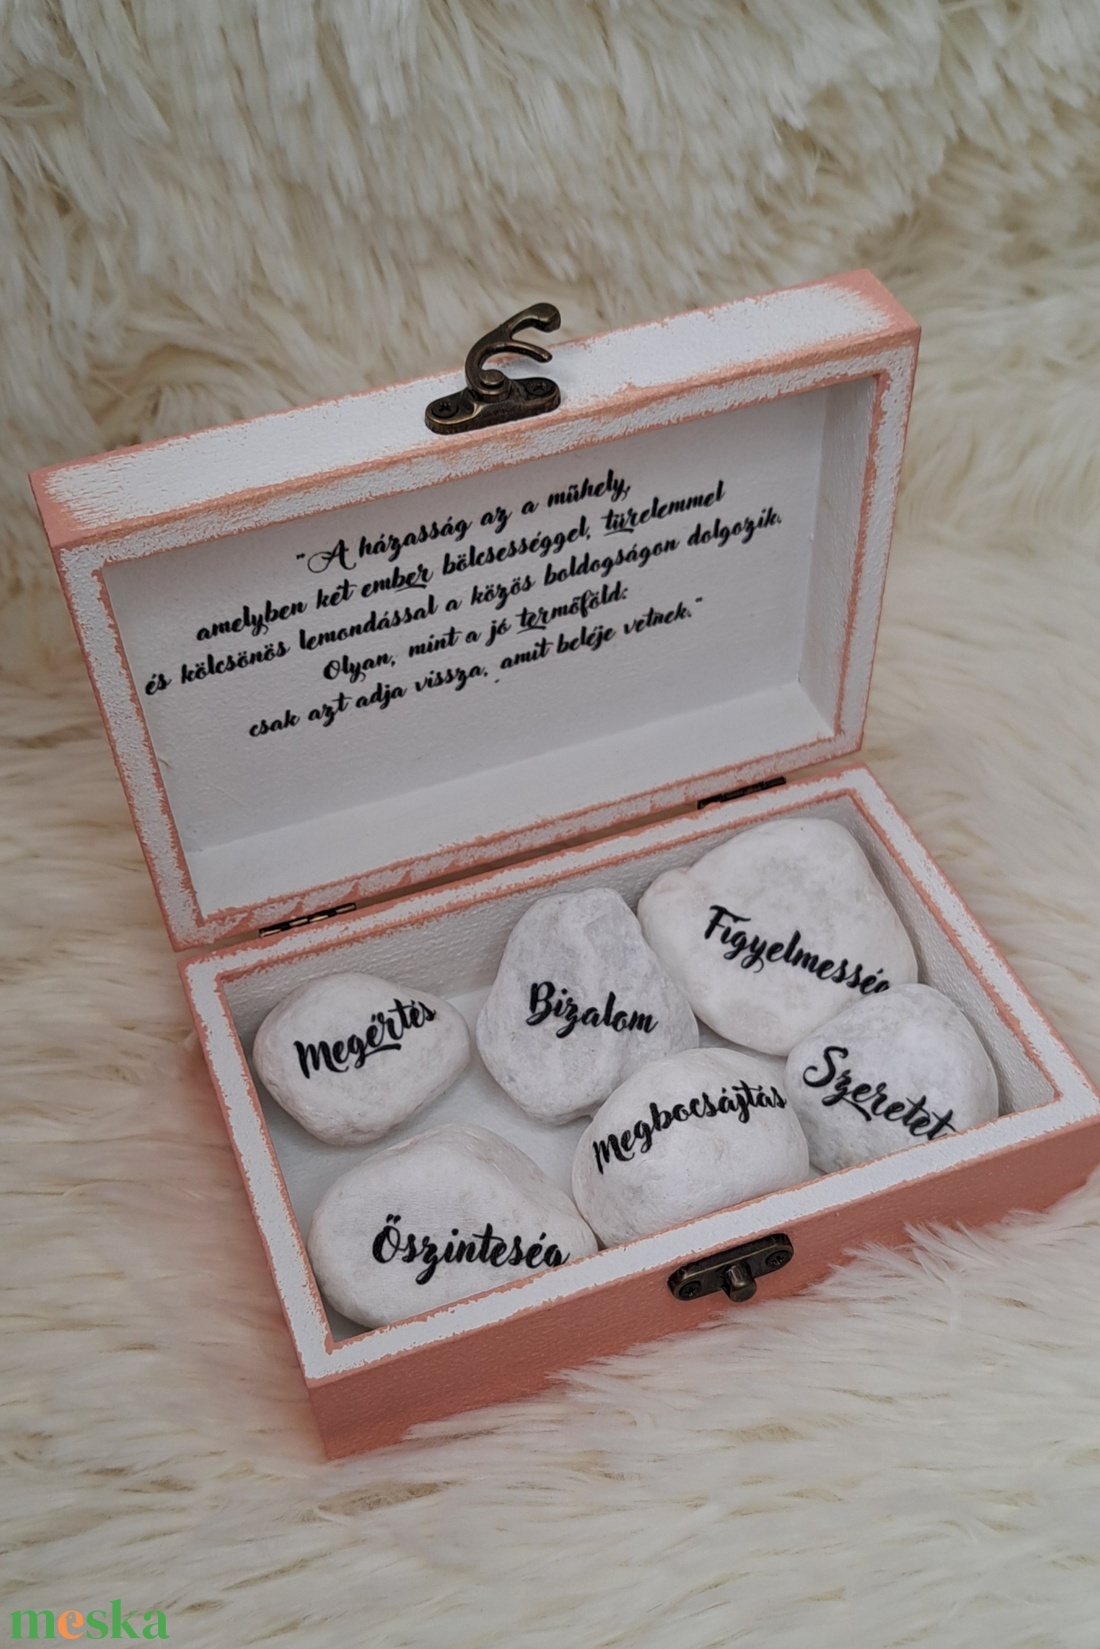 "A házasság az a műhely,
amelyben két ember bölcsességgel, türelemmel
és kölcsönös lemondással a közös boldogságon dolgozik.
Olyan, mint a jó termőföld:
csak azt adja vissza, amit beléje vetnek."
Figyelmesség
Bizalom
Megértés
Szeretet
Megbocsájtás
Őszinteség
meska